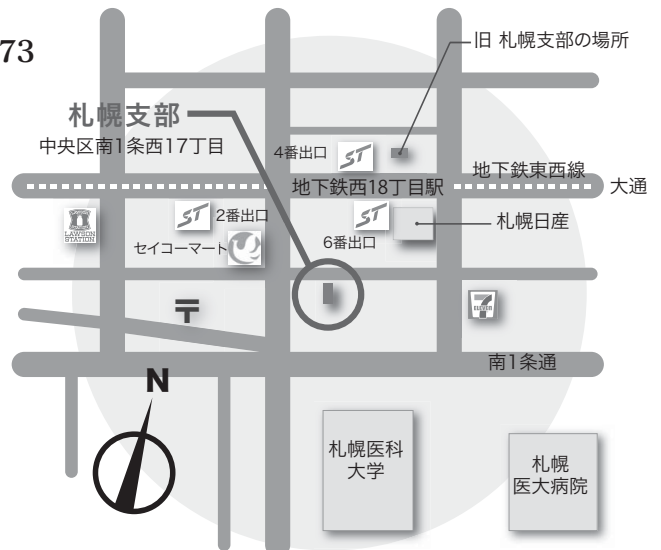 73
旧 札幌支部の場所
札幌支部
中央区南1条西17丁目
4番出口
ST
地下鉄東西線
地下鉄西18丁目駅
大通
LAWSON
STATION
ST
2番出口
ST
札幌日産
セイコーマート
6番出口
〒
7
ELEVEn
南1条通
N
札幌医科
大学
札幌
医大病院